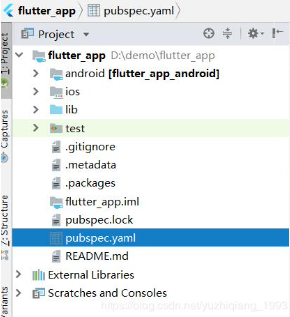 flutter_app pubspec.yaml
Project
flutter_app D:\demo\flutter_app
android [flutter_app_android]
ios
lib
test
.gitignore
.metadata
.packages
flutter_app.iml
pubspec.lock
pubspec.yaml
README.md
External Libraries
Scratches and Consoles
1: Project
Captures
7: Structure
ariants
https://blog.csdn.net/yuzhiqiang_1993